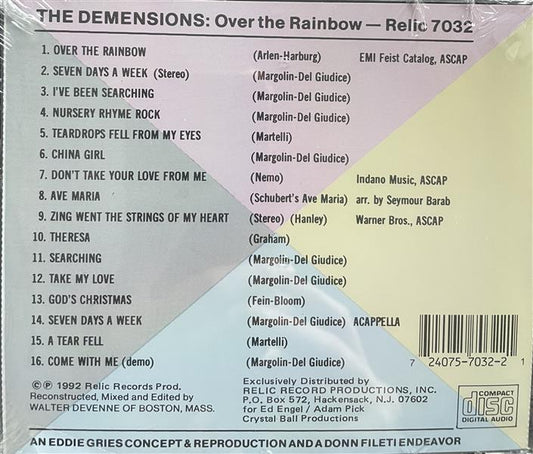 THE DEMENSIONS: Over the Rainbow — Relic 7032
1. OVER THE RAINBOW (Arlen-Harburg) EMI Feist Catalog, ASCAP
2. SEVEN DAYS A WEEK (Stereo) (Margolin-Del Giudice)
3. I'VE BEEN SEARCHING (Margolin-Del Giudice)
4. NURSERY RHYME ROCK (Margolin-Del Giudice)
5. TEARDROPS FELL FROM MY EYES (Martelli)
6. CHINA GIRL (Margolin-Del Giudice)
7. DON'T TAKE YOUR LOVE FROM ME (Nemo) Indano Music, ASCAP
8. AVE MARIA (Schubert's Ave Maria) arr. by Seymour Barab
9. ZING WENT THE STRINGS OF MY HEART (Stereo) (Hanley) Warner Bros., ASCAP
10. THERESA (Graham)
11. SEARCHING (Margolin-Del Giudice)
12. TAKE MY LOVE (Margolin-Del Giudice)
13. GOD'S CHRISTMAS (Fein-Bloom)
14. SEVEN DAYS A WEEK (Margolin-Del Giudice) ACAPPELLA
15. A TEAR FELL (Martelli)
16. COME WITH ME (demo) (Margolin-Del Giudice)
7 24075-7032-2 1
© ℗ 1992 Relic Records Prod.
Reconstructed, Mixed and Edited by
WALTER DEVENNE OF BOSTON, MASS.
Exclusively Distributed by
RELIC RECORD PRODUCTIONS, INC.
P.O. Box 572, Hackensack, N.J. 07602
for Ed Engel / Adam Pick
Crystal Ball Productions
COMPACT
disc
DIGITAL AUDIO
AN EDDIE GRIES CONCEPT & REPRODUCTION AND A DONN FILETI ENDEAVOR